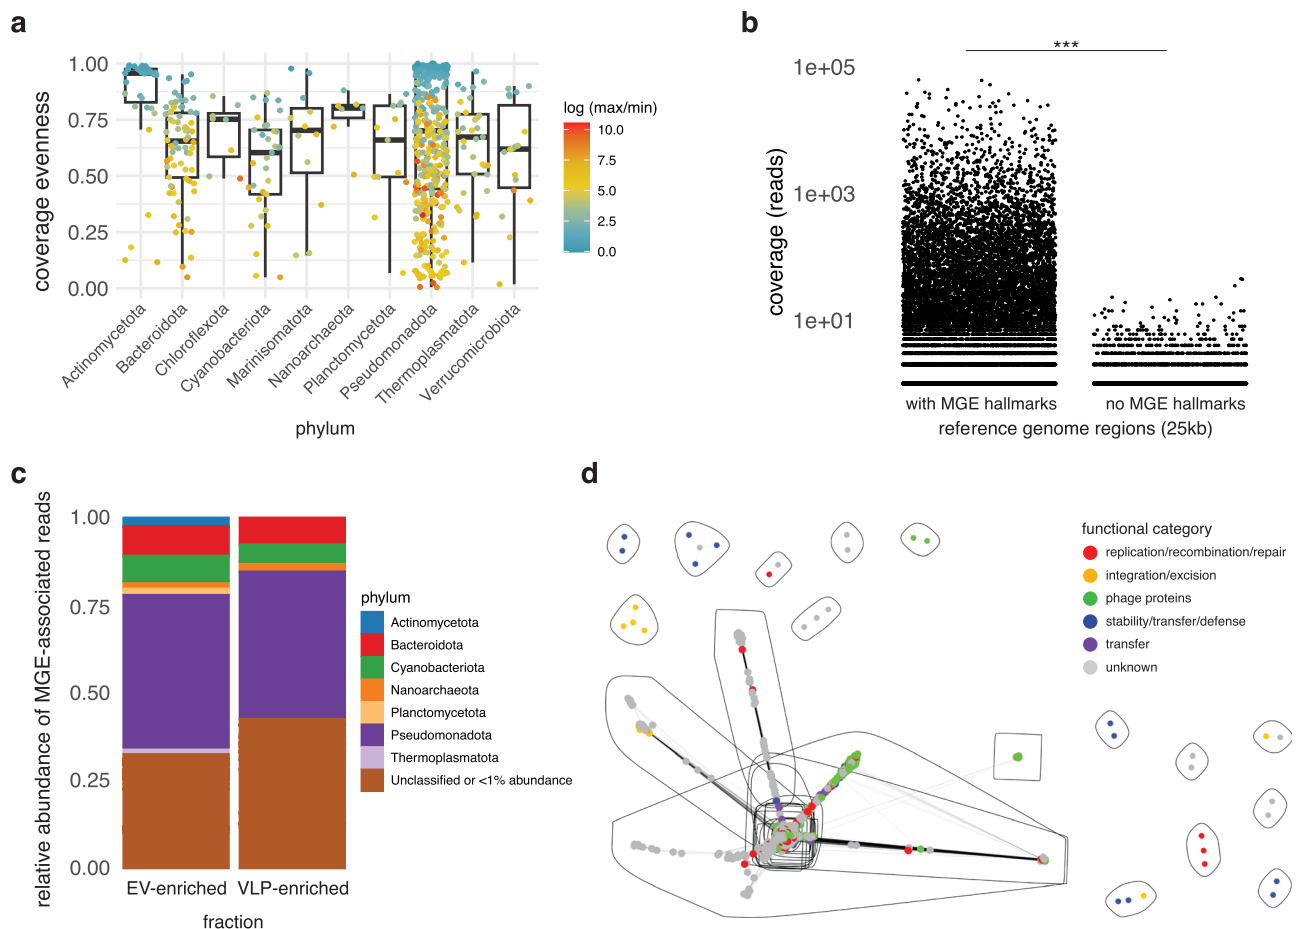 a
coverage evenness
1.00
0.75
0.50
0.25
0.00
Actinomycetota
Bacteroidota
Chloroflexota
Cyanobacteriota
Marinisomatota
Nanoarchaeota
Planctomycetota
Pseudomonadota
Thermoplasmatota
Verrucomicrobiota
phylum
log (max/min)
10.0
7.5
5.0
2.5
0.0
b
***
coverage (reads)
1e+05
1e+03
1e+01
with MGE hallmarks
no MGE hallmarks
reference genome regions (25kb)
c
relative abundance of MGE-associated reads
1.00
0.75
0.50
0.25
0.00
EV-enriched
VLP-enriched
fraction
phylum
Actinomycetota
Bacteroidota
Cyanobacteriota
Nanoarchaeota
Planctomycetota
Pseudomonadota
Thermoplasmatota
Unclassified or <1% abundance
d
functional category
replication/recombination/repair
integration/excision
phage proteins
stability/transfer/defense
transfer
unknown